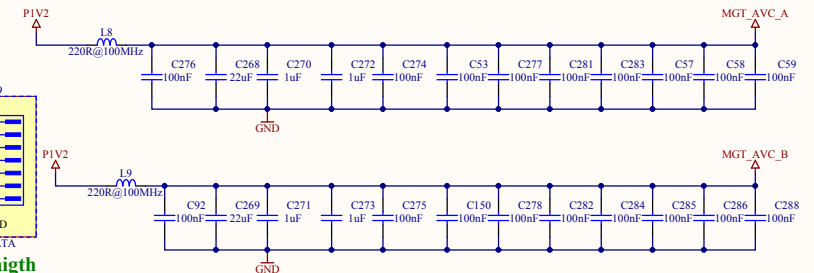 P1V2
MGT_AVC_A
L8
220R@100MHz
C276 C268 C270 C272 C274 C53 C277 C281 C283 C57 C58 C59
100nF 22uF 1uF 1uF 100nF 100nF 100nF 100nF 100nF 100nF 100nF 100nF
GND
P1V2
MGT_AVC_B
L9
220R@100MHz
C92 C269 C271 C273 C275 C150 C278 C282 C284 C285 C286 C288
100nF 22uF 1uF 1uF 100nF 100nF 100nF 100nF 100nF 100nF 100nF 100nF
D
TA
GND
igth